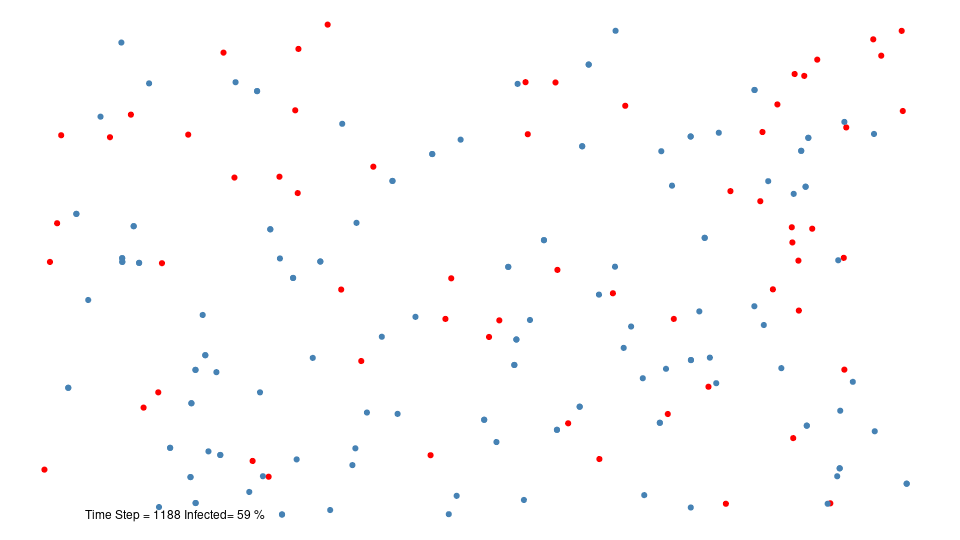 Time Step = 1188 Infected= 59 %